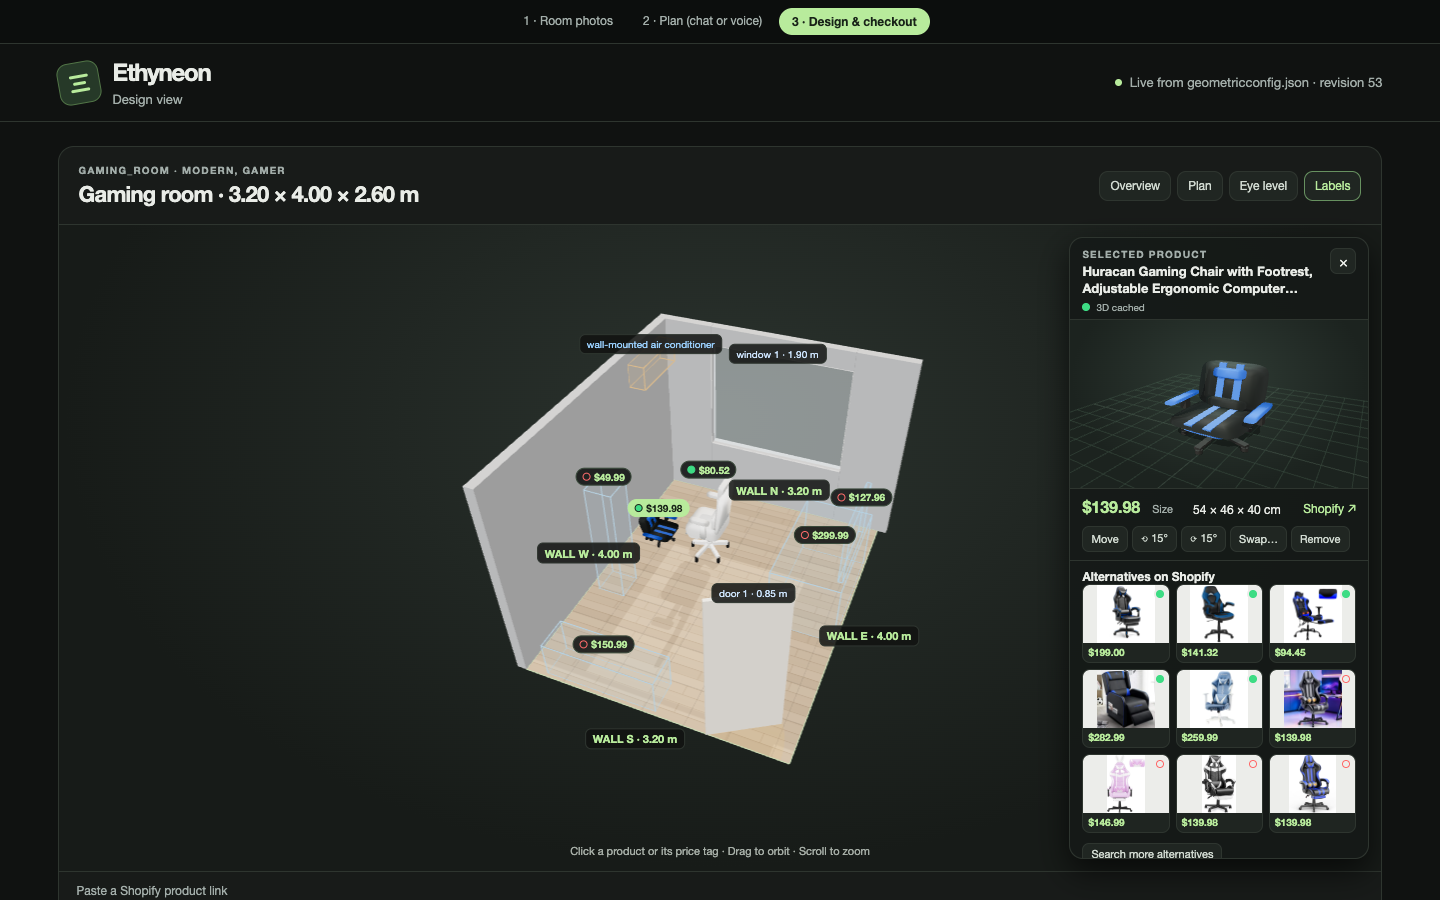 1 · Room photos
2 · Plan (chat or voice)
3 · Design & checkout
Ethyneon
Design view
Live from geometricconfig.json · revision 53
GAMING_ROOM · MODERN, GAMER
Gaming room · 3.20 × 4.00 × 2.60 m
Overview
Plan
Eye level
Labels
wall-mounted air conditioner
window 1 · 1.90 m
$49.99
$80.52
WALL N · 3.20 m
$127.96
$139.98
$299.99
WALL W · 4.00 m
door 1 · 0.85 m
WALL E · 4.00 m
$150.99
WALL S · 3.20 m
Click a product or its price tag · Drag to orbit · Scroll to zoom
SELECTED PRODUCT
Huracan Gaming Chair with Footrest,
Adjustable Ergonomic Computer…
3D cached
$139.98
Size
54 × 46 × 40 cm
Shopify ↗
Move
⟲ 15°
⟳ 15°
Swap…
Remove
Alternatives on Shopify
$199.00
$141.32
$94.45
$282.99
$259.99
$139.98
$146.99
$139.98
$139.98
Search more alternatives
Paste a Shopify product link